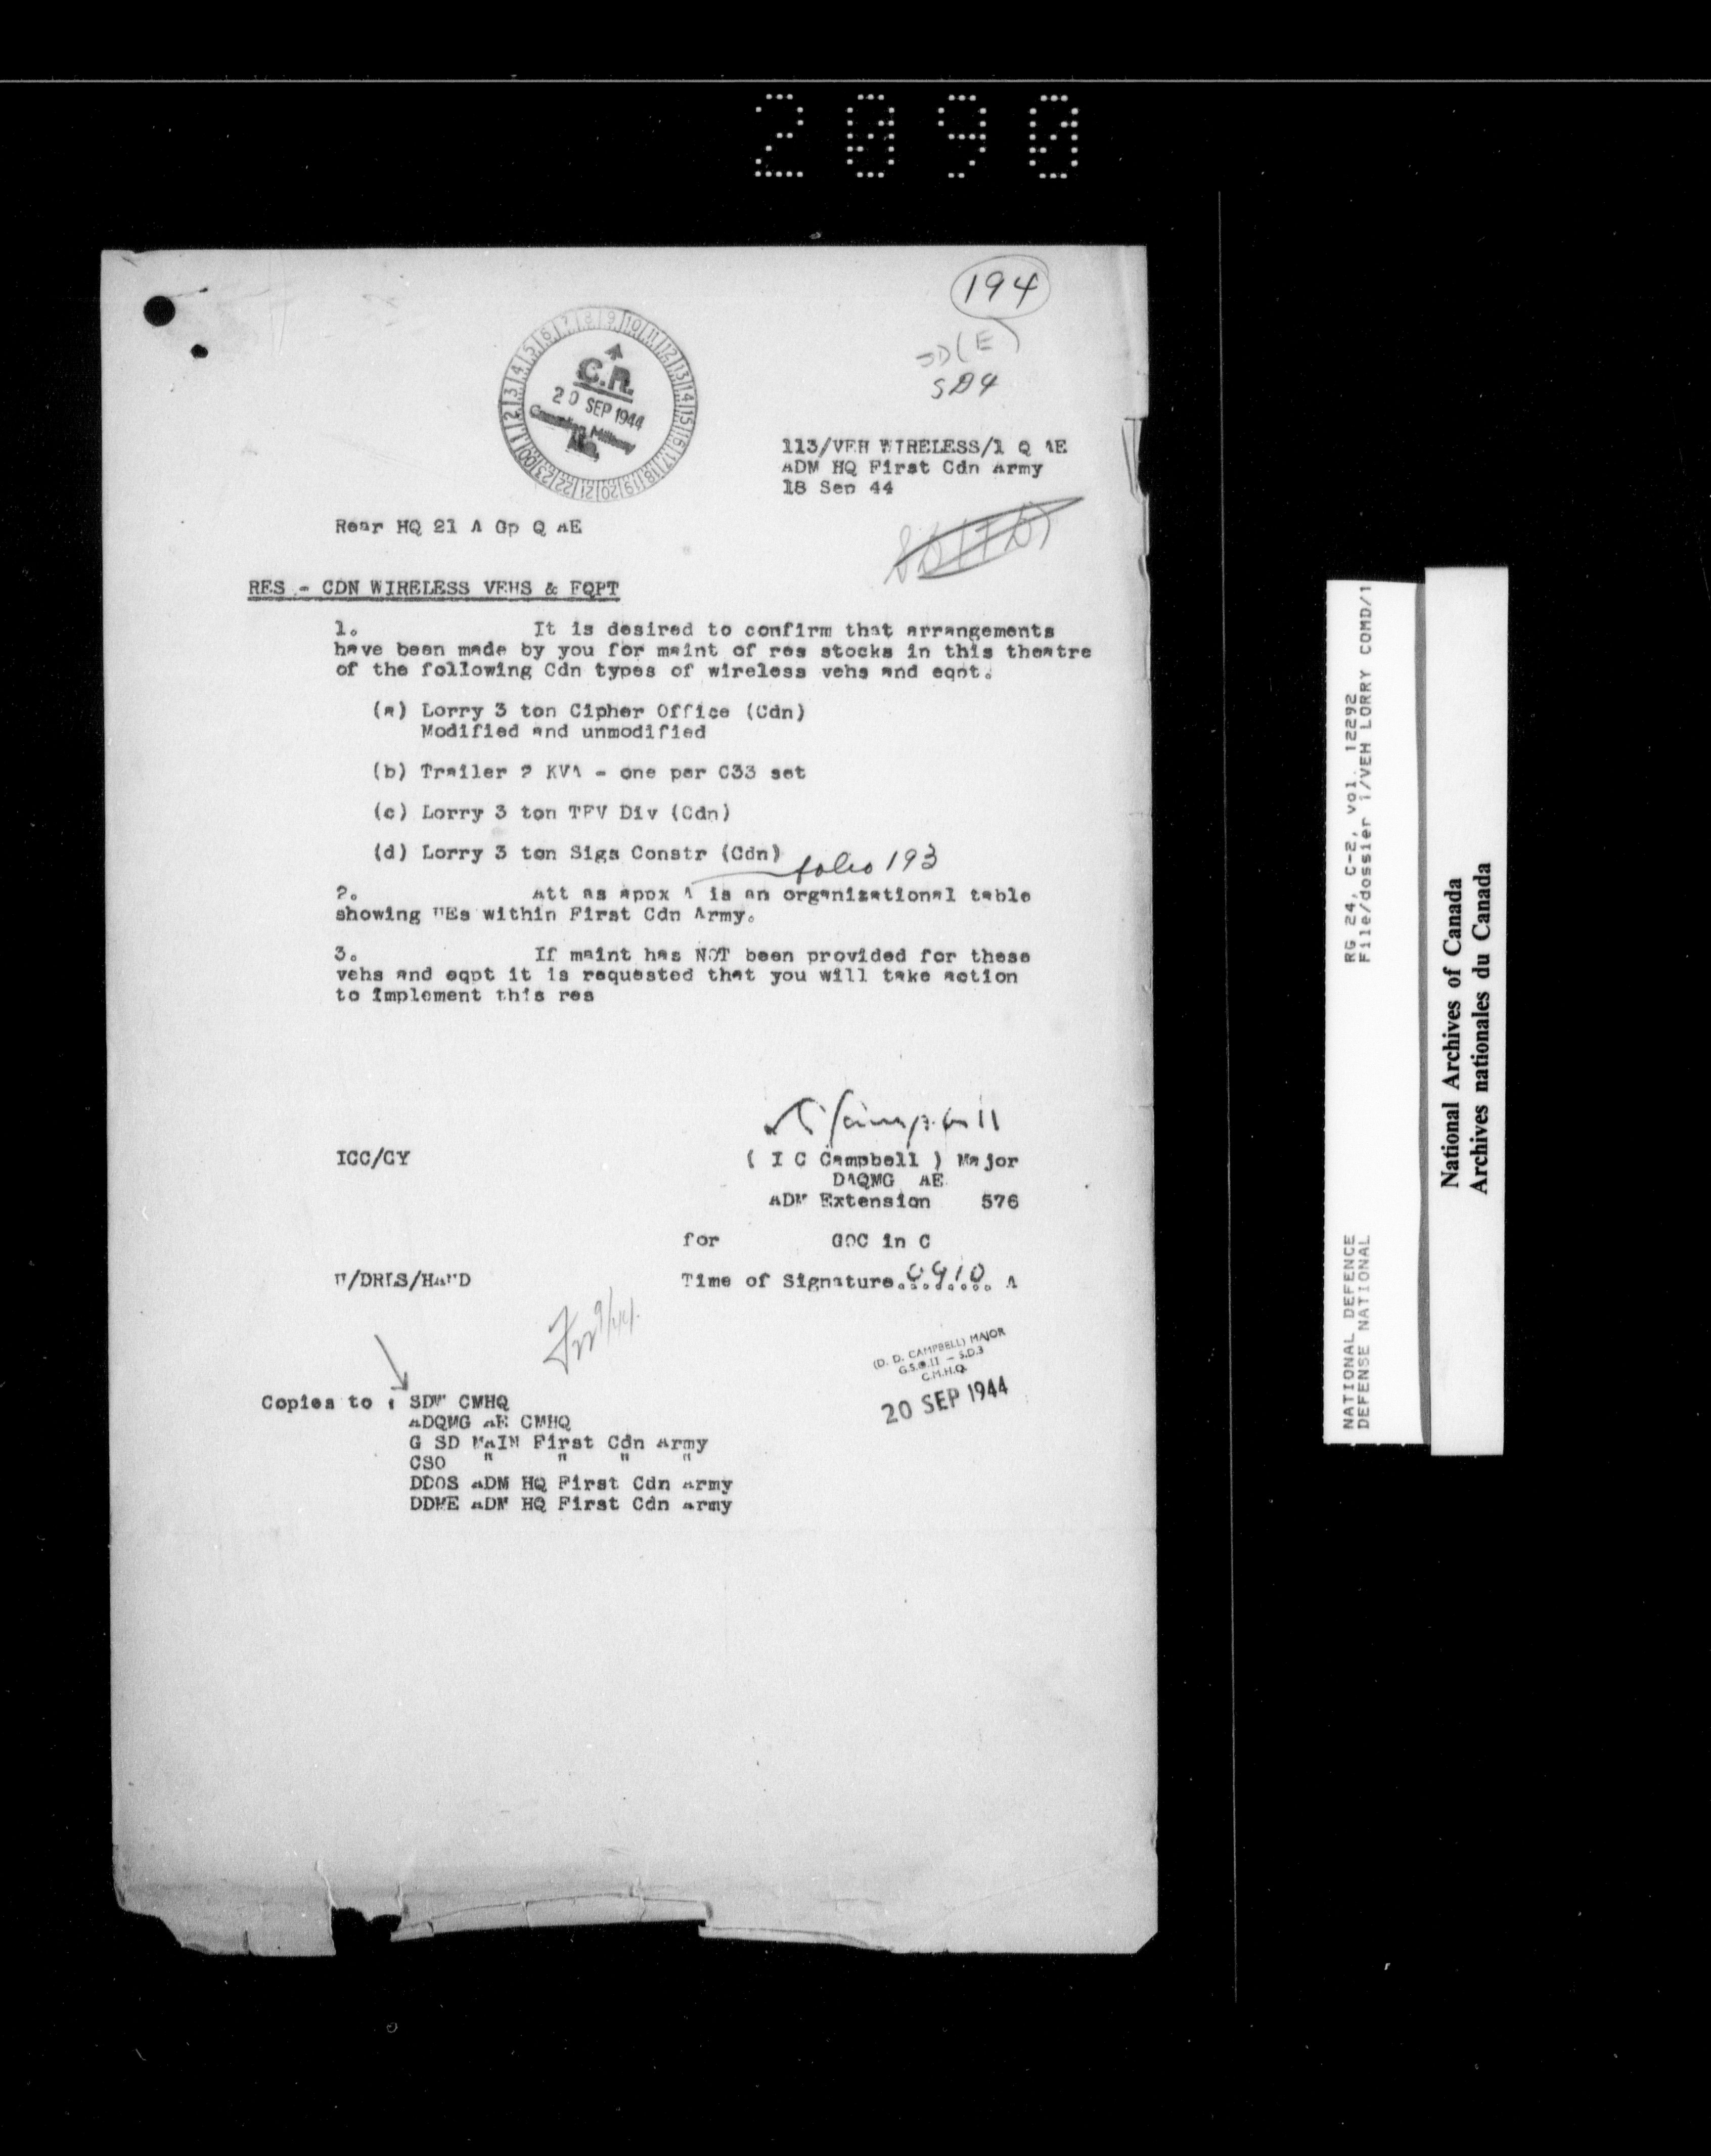 2090
194
SD(E)
SD4
C.R.
20 SEP 1944
Canadian Military
HQ
113/VEH WIRELESS/1 Q AE
ADM HQ First Cdn Army
18 Sep 44
Rear HQ 21 A Gp Q AE
RES - CDN WIRELESS VEHS & EQPT
1. It is desired to confirm that arrangements
have been made by you for maint of res stocks in this theatre
of the following Cdn types of wireless vehs and eqpt.
(a) Lorry 3 ton Cipher Office (Cdn)
Modified and unmodified
(b) Trailer 2 KVA - one per C33 set
(c) Lorry 3 ton TEV Div (Cdn)
(d) Lorry 3 ton Sigs Constr (Cdn)
folio 193
2. Att as appx A is an organizational table
showing UEs within First Cdn Army.
3. If maint has NOT been provided for these
vehs and eqpt it is requested that you will take action
to implement this res
ICC/CY
( I C Campbell ) Major
DAQMG AE
ADM Extension 576
for GOC in C
/DRLS/HAND
Time of Signature..0910.. A
(D. D. CAMPBELL) MAJOR
G.S.O.II - S.D.3
C.M.H.Q.
20 SEP 1944
Copies to : SDW CMHQ
ADQMG AE CMHQ
G SD MAIN First Cdn Army
CSO " " " "
DDOS ADM HQ First Cdn Army
DDME ADM HQ First Cdn Army
RG 24, C-2, vol. 12292
File/dossier 1/VEH LORRY COMD/1
NATIONAL DEFENCE
DEFENSE NATIONAL
National Archives of Canada
Archives nationales du Canada